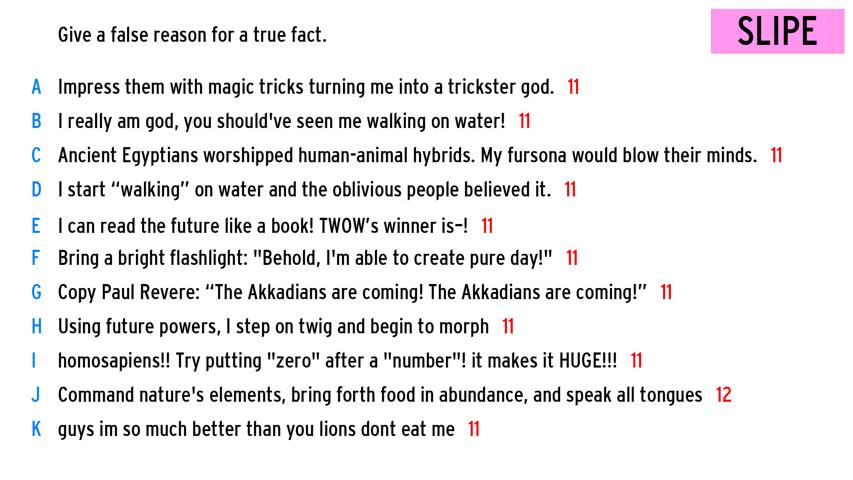 Give a false reason for a true fact.
SLIPE
A Impress them with magic tricks turning me into a trickster god. 11
B I really am god, you should've seen me walking on water! 11
C Ancient Egyptians worshipped human-animal hybrids. My fursona would blow their minds. 11
D I start “walking” on water and the oblivious people believed it. 11
E I can read the future like a book! TWOW’s winner is–! 11
F Bring a bright flashlight: "Behold, I'm able to create pure day!" 11
G Copy Paul Revere: “The Akkadians are coming! The Akkadians are coming!” 11
H Using future powers, I step on twig and begin to morph 11
I homosapiens!! Try putting "zero" after a "number"! it makes it HUGE!!! 11
J Command nature's elements, bring forth food in abundance, and speak all tongues 12
K guys im so much better than you lions dont eat me 11